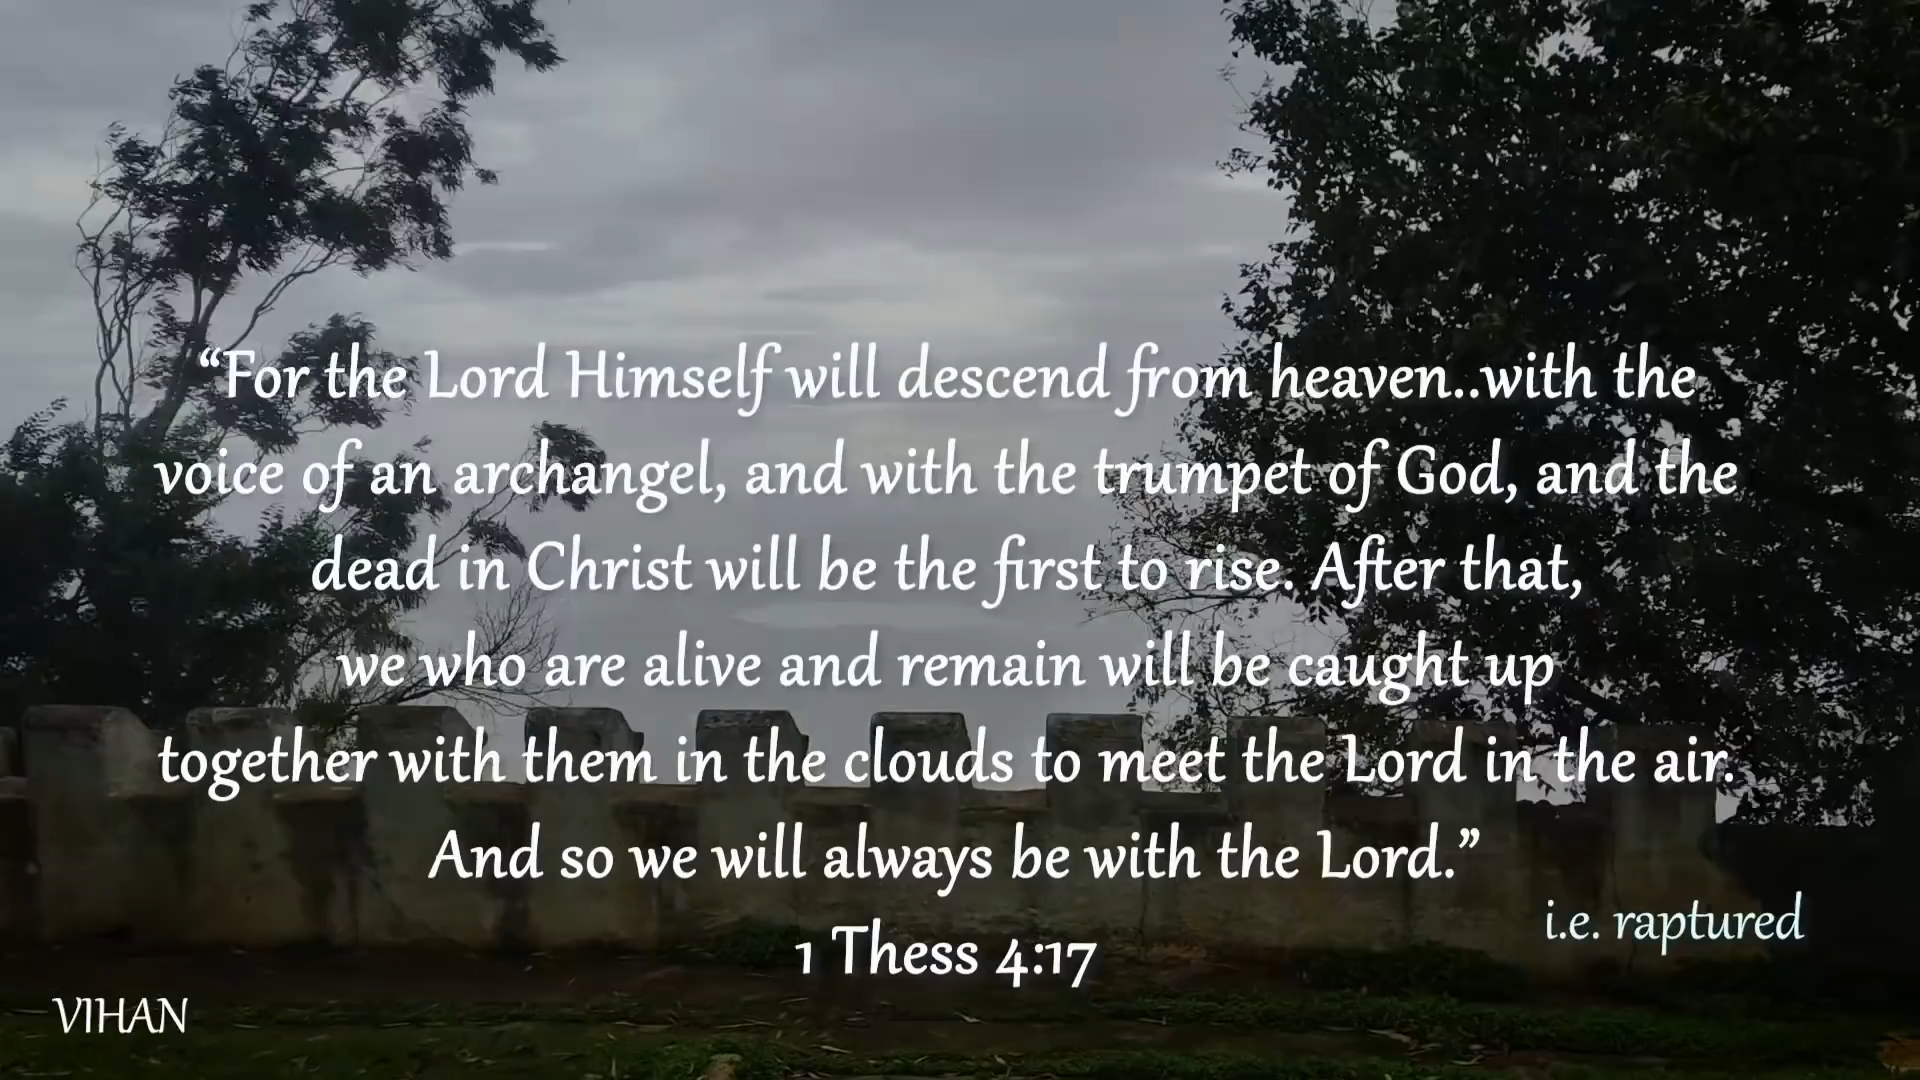 “For the Lord Himself will descend from heaven..with the
voice of an archangel, and with the trumpet of God, and the
dead in Christ will be the first to rise. After that,
we who are alive and remain will be caught up
together with them in the clouds to meet the Lord in the air.
And so we will always be with the Lord.”
i.e. raptured
1 Thess 4:17
VIHAN